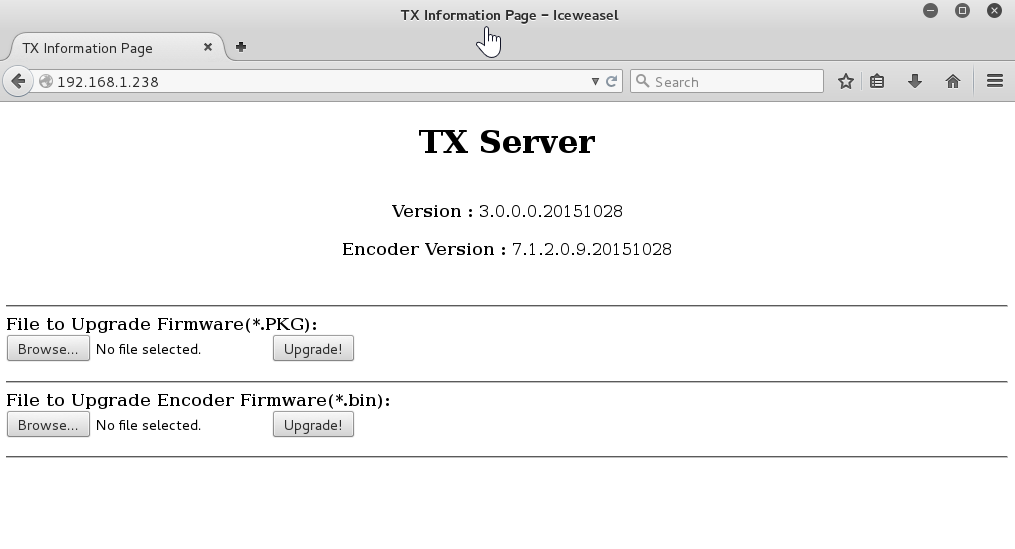 TX Information Page - Iceweasel
TX Information Page
192.168.1.238
Search
TX Server
Version : 3.0.0.0.20151028
Encoder Version : 7.1.2.0.9.20151028
File to Upgrade Firmware(*.PKG):
Browse... No file selected. Upgrade!
File to Upgrade Encoder Firmware(*.bin):
Browse... No file selected. Upgrade!